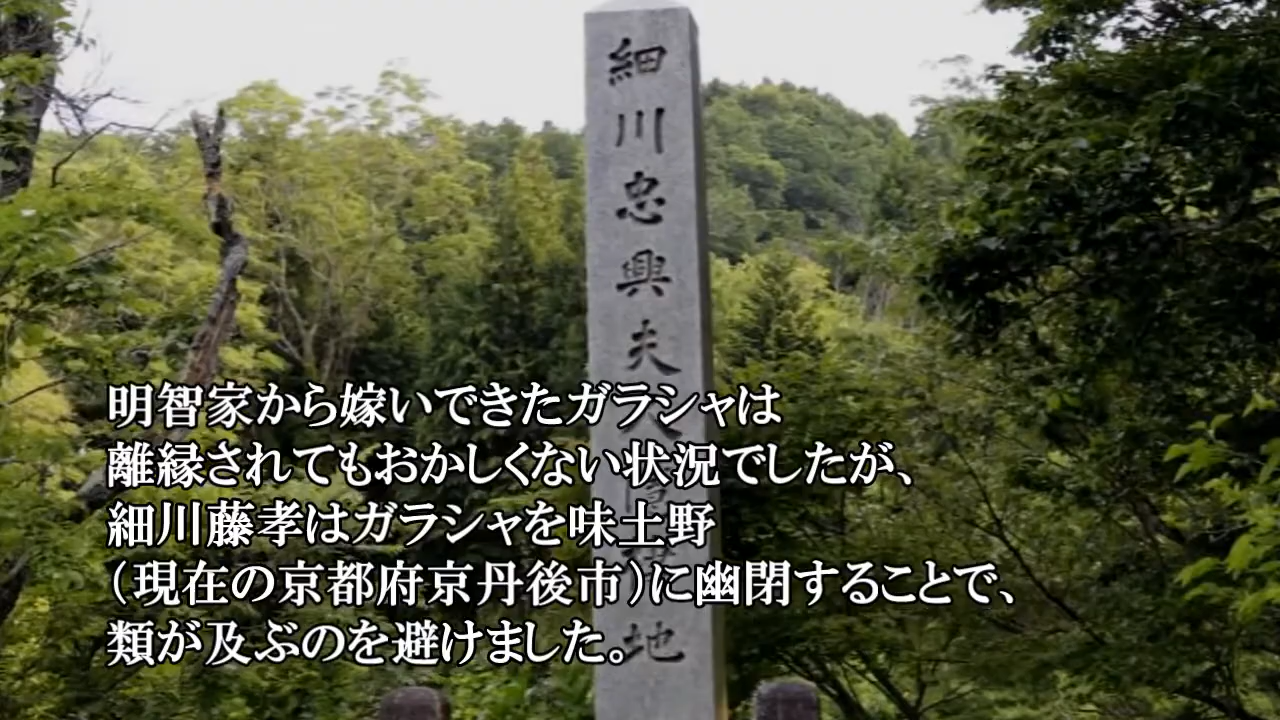 細川忠興夫人隠棲地
明智家から嫁いできたガラシャは
離縁されてもおかしくない状況でしたが、
細川藤孝はガラシャを味土野
（現在の京都府京丹後市）に幽閉することで、
類が及ぶのを避けました。